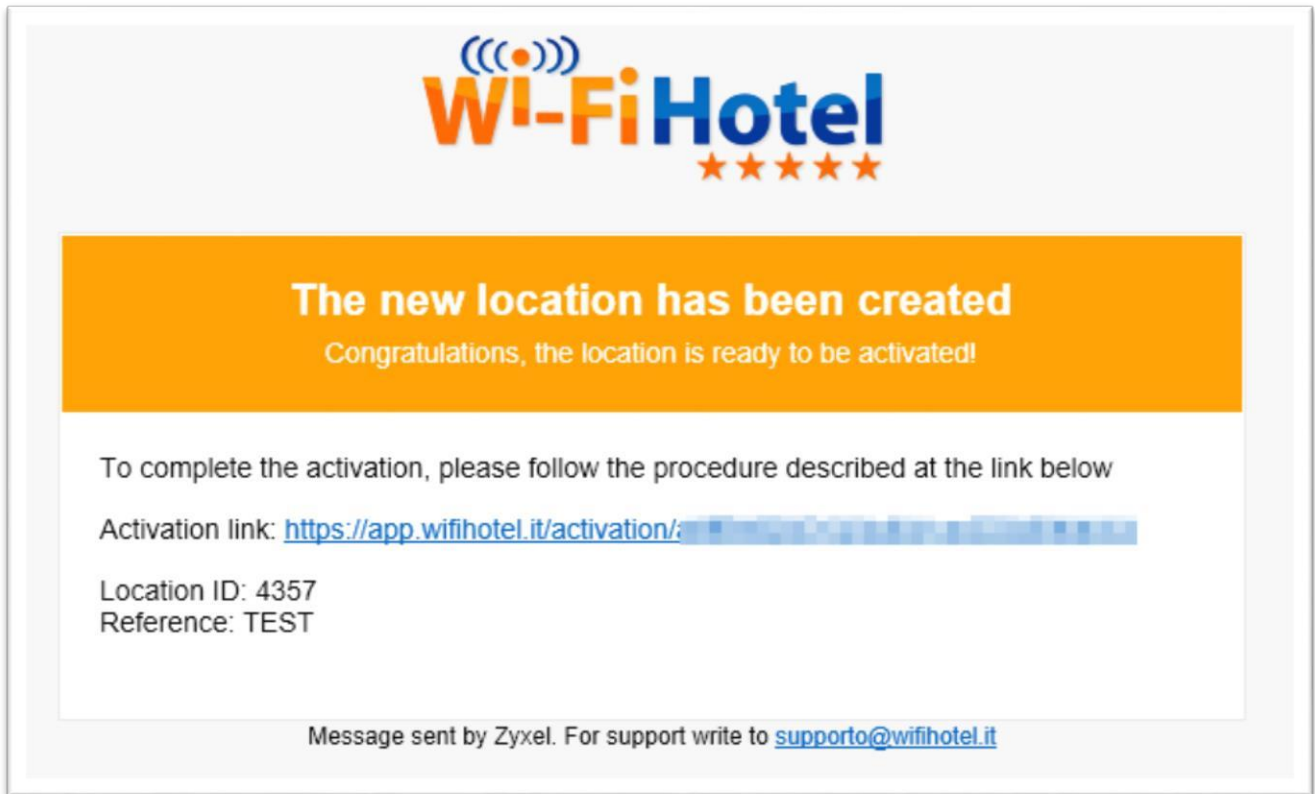 Wi-Fi Hotel
The new location has been created
Congratulations, the location is ready to be activated!
To complete the activation, please follow the procedure described at the link below
Activation link: https://app.wifihotel.it/activation/
Location ID: 4357
Reference: TEST
Message sent by Zyxel. For support write to supporto@wifihotel.it